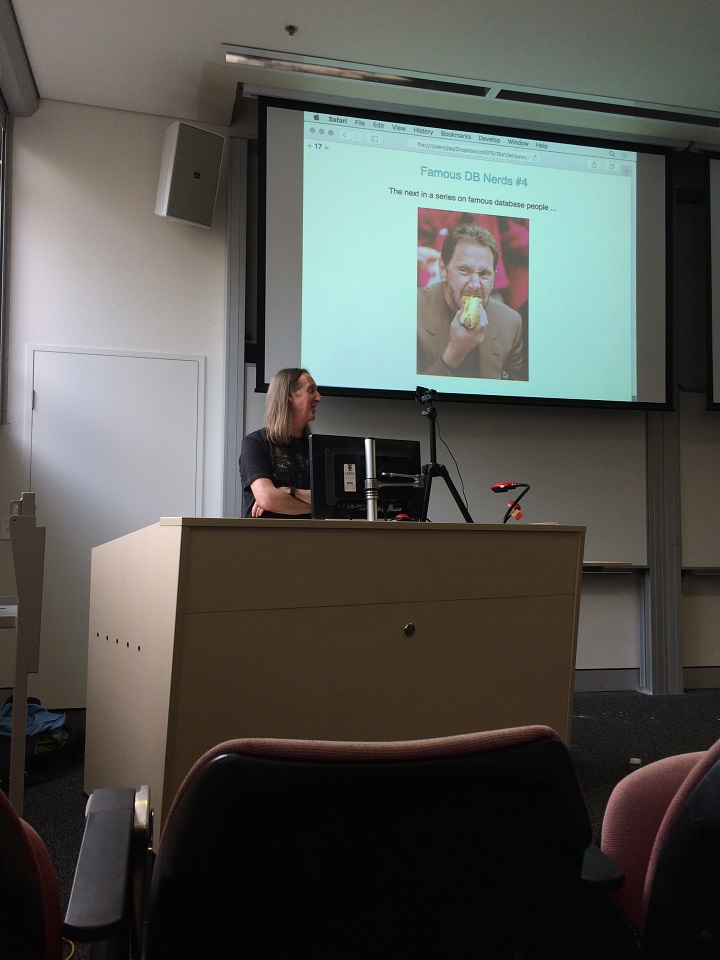 Safari File Edit View History Bookmarks Develop Window Help
17
Famous DB Nerds #4
The next in a series on famous database people ...